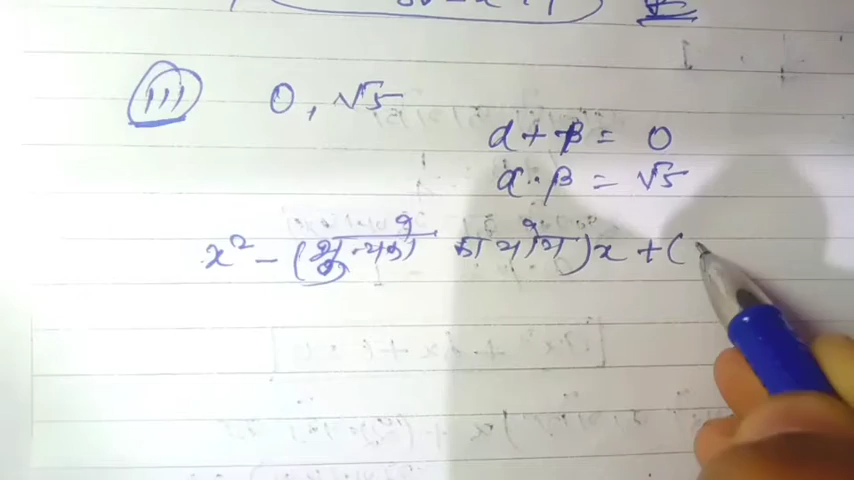 (iii) 0, √5
α + β = 0
α · β = √5
x² - (शून्यकों का योग)x + (